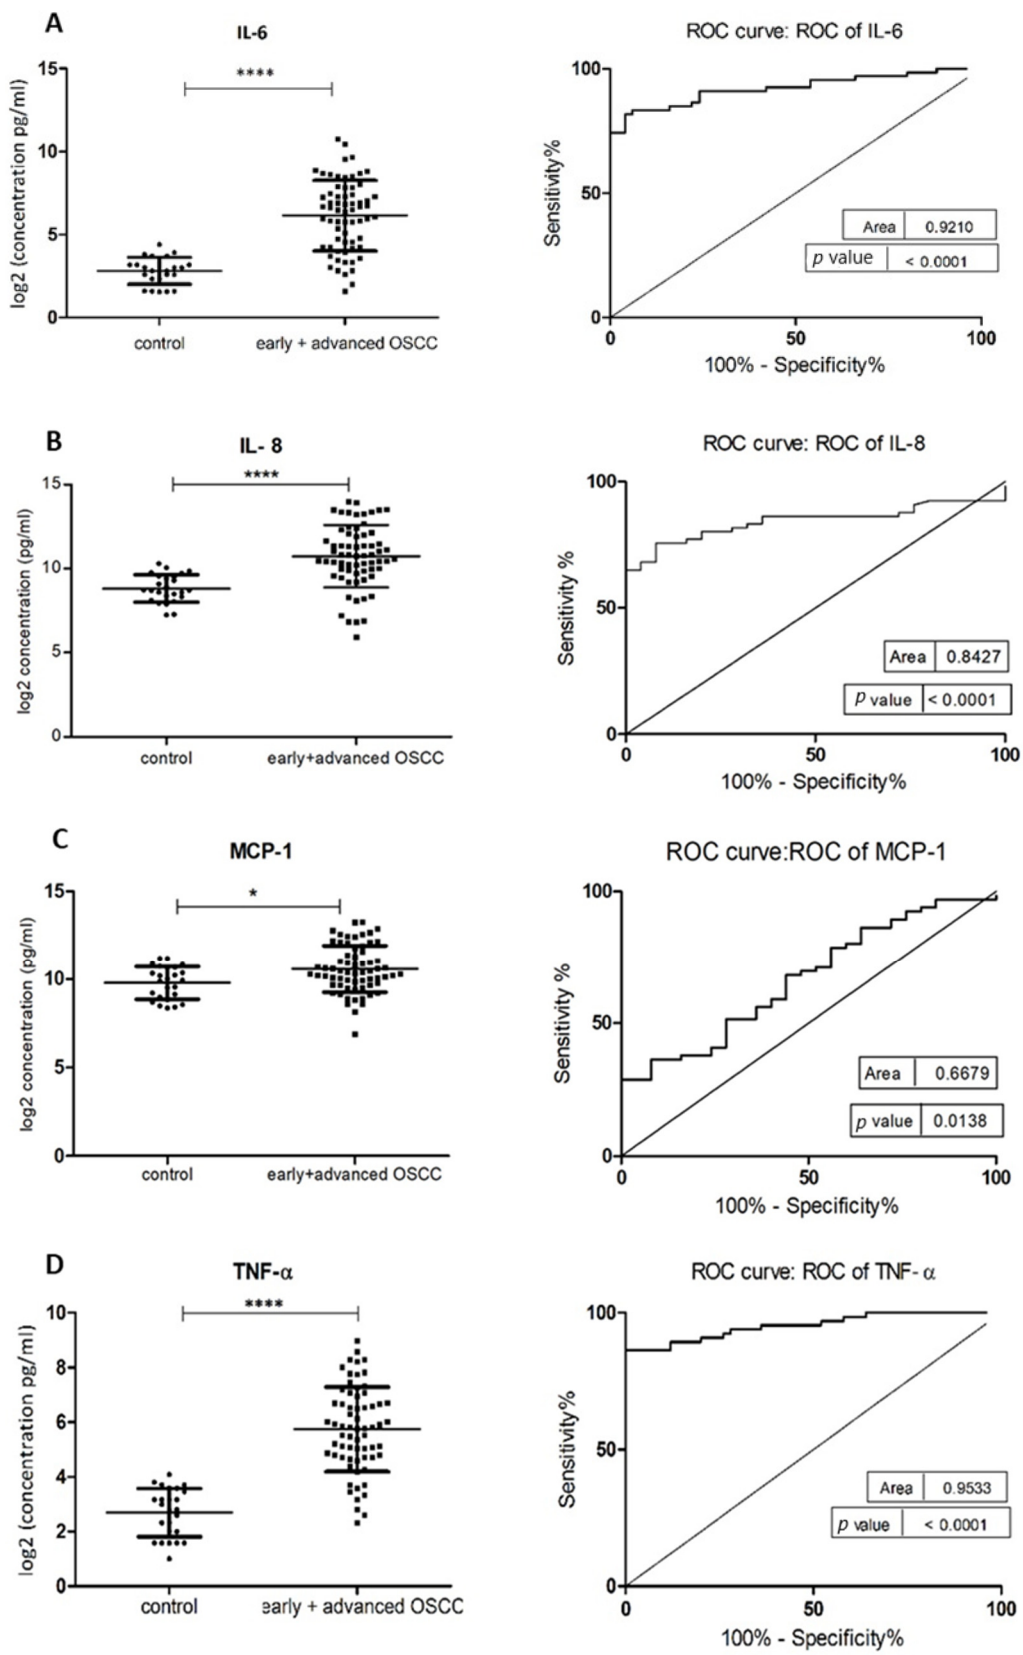 A
IL-6
****
log2 (concentration pg/ml)
15
10
5
0
control
early + advanced OSCC
ROC curve: ROC of IL-6
Sensitivity%
100
50
0
Area 0.9210
p value < 0.0001
0
50
100
100% - Specificity%
B
IL- 8
****
log2 concentration (pg/ml)
15
10
5
0
control
early+advanced OSCC
ROC curve: ROC of IL-8
Sensitivity %
100
50
0
Area 0.8427
p value < 0.0001
0
50
100
100% - Specificity%
C
MCP-1
*
log2 concentration (pg/ml)
15
10
5
0
control
early+advanced OSCC
ROC curve:ROC of MCP-1
Sensitivity %
100
50
0
Area 0.6679
p value 0.0138
0
50
100
100% - Specificity%
D
TNF-α
****
log2 (concentration pg/ml)
10
8
6
4
2
0
control
early + advanced OSCC
ROC curve: ROC of TNF- α
Sensitivity%
100
50
0
Area 0.9533
p value < 0.0001
0
50
100
100% - Specificity%